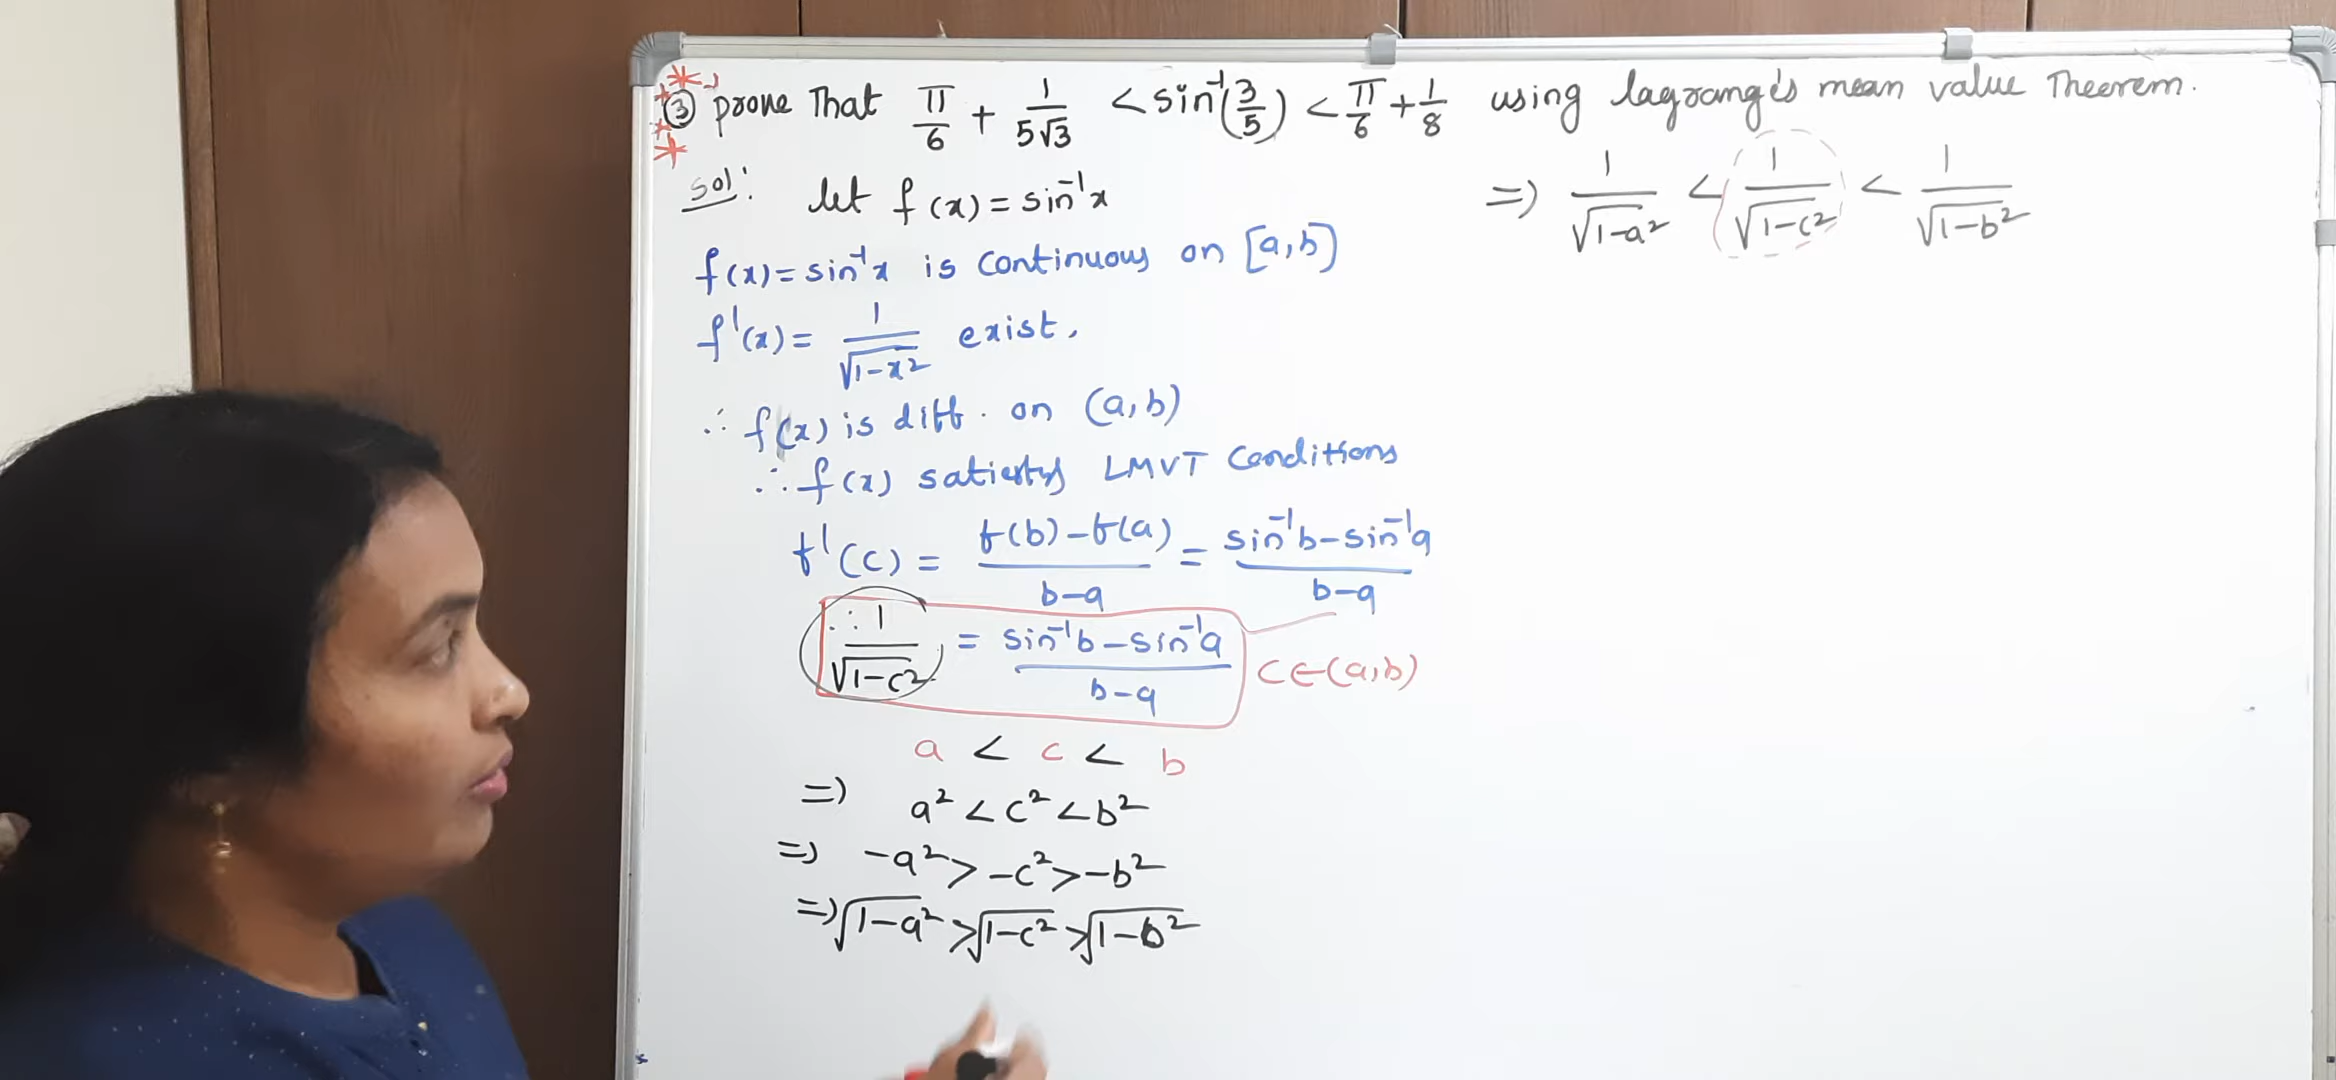 ③ prove That π/6 + 1/5√3 < sin⁻¹(3/5) < π/6 + 1/8 using lagrange's mean value Theorem.
sol: let f(x) = sin⁻¹x
f(x) = sin⁻¹x is continuous on [a,b]
f'(x) = 1/√1-x² exist.
∴ f(x) is diff. on (a,b)
∴ f(x) satisfys LMVT Conditions
f'(c) = f(b)-f(a)/b-a = sin⁻¹b-sin⁻¹a/b-a
∴ 1/√1-c² = sin⁻¹b-sin⁻¹a/b-a c∈(a,b)
a < c < b
=> a² < c² < b²
=> -a² > -c² > -b²
=> √1-a² > √1-c² > √1-b²
=> 1/√1-a² < 1/√1-c² < 1/√1-b²